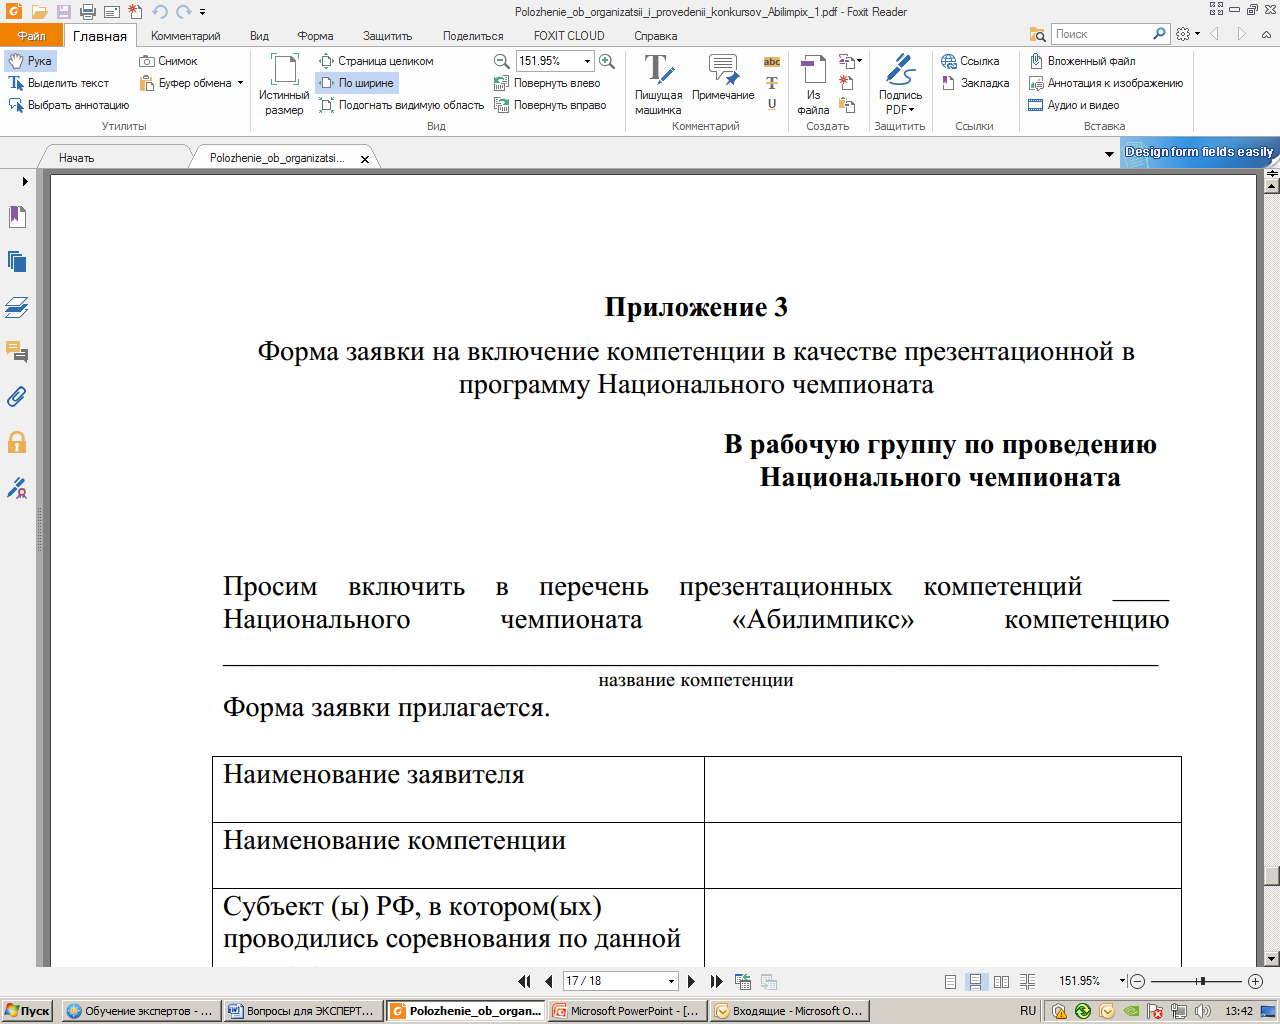 Polozhenie_ob_organizatsii_i_provedenii_konkursov_Abilimpix_1.pdf - Foxit Reader
Файл Главная Комментарий Вид Форма Защитить Поделиться FOXIT CLOUD Справка Поиск
Рука Снимок Страница целиком 151.95% Ссылка Вложенный файл
Выделить текст Буфер обмена По ширине Повернуть влево Закладка Аннотация к изображению
Выбрать аннотацию Подогнать видимую область Повернуть вправо Аудио и видео
Истинный размер
Пишущая машинка
Примечание
abc
T
U
Из файла
Подпись PDF
Утилиты Вид Комментарий Создать Защитить Ссылки Вставка
Начать Polozhenie_ob_organizatsi... Design form fields easily
Приложение 3
Форма заявки на включение компетенции в качестве презентационной в
программу Национального чемпионата
В рабочую группу по проведению
Национального чемпионата
Просим включить в перечень презентационных компетенций ____
Национального чемпионата «Абилимпикс» компетенцию
название компетенции
Форма заявки прилагается.
Наименование заявителя
Наименование компетенции
Субъект (ы) РФ, в котором(ых)
проводились соревнования по данной
17 / 18 151.95%
Пуск Обучение экспертов - ... Вопросы для ЭКСПЕРТ... Polozhenie_ob_organ... Microsoft PowerPoint - [... Входящие - Microsoft O... RU 13:42